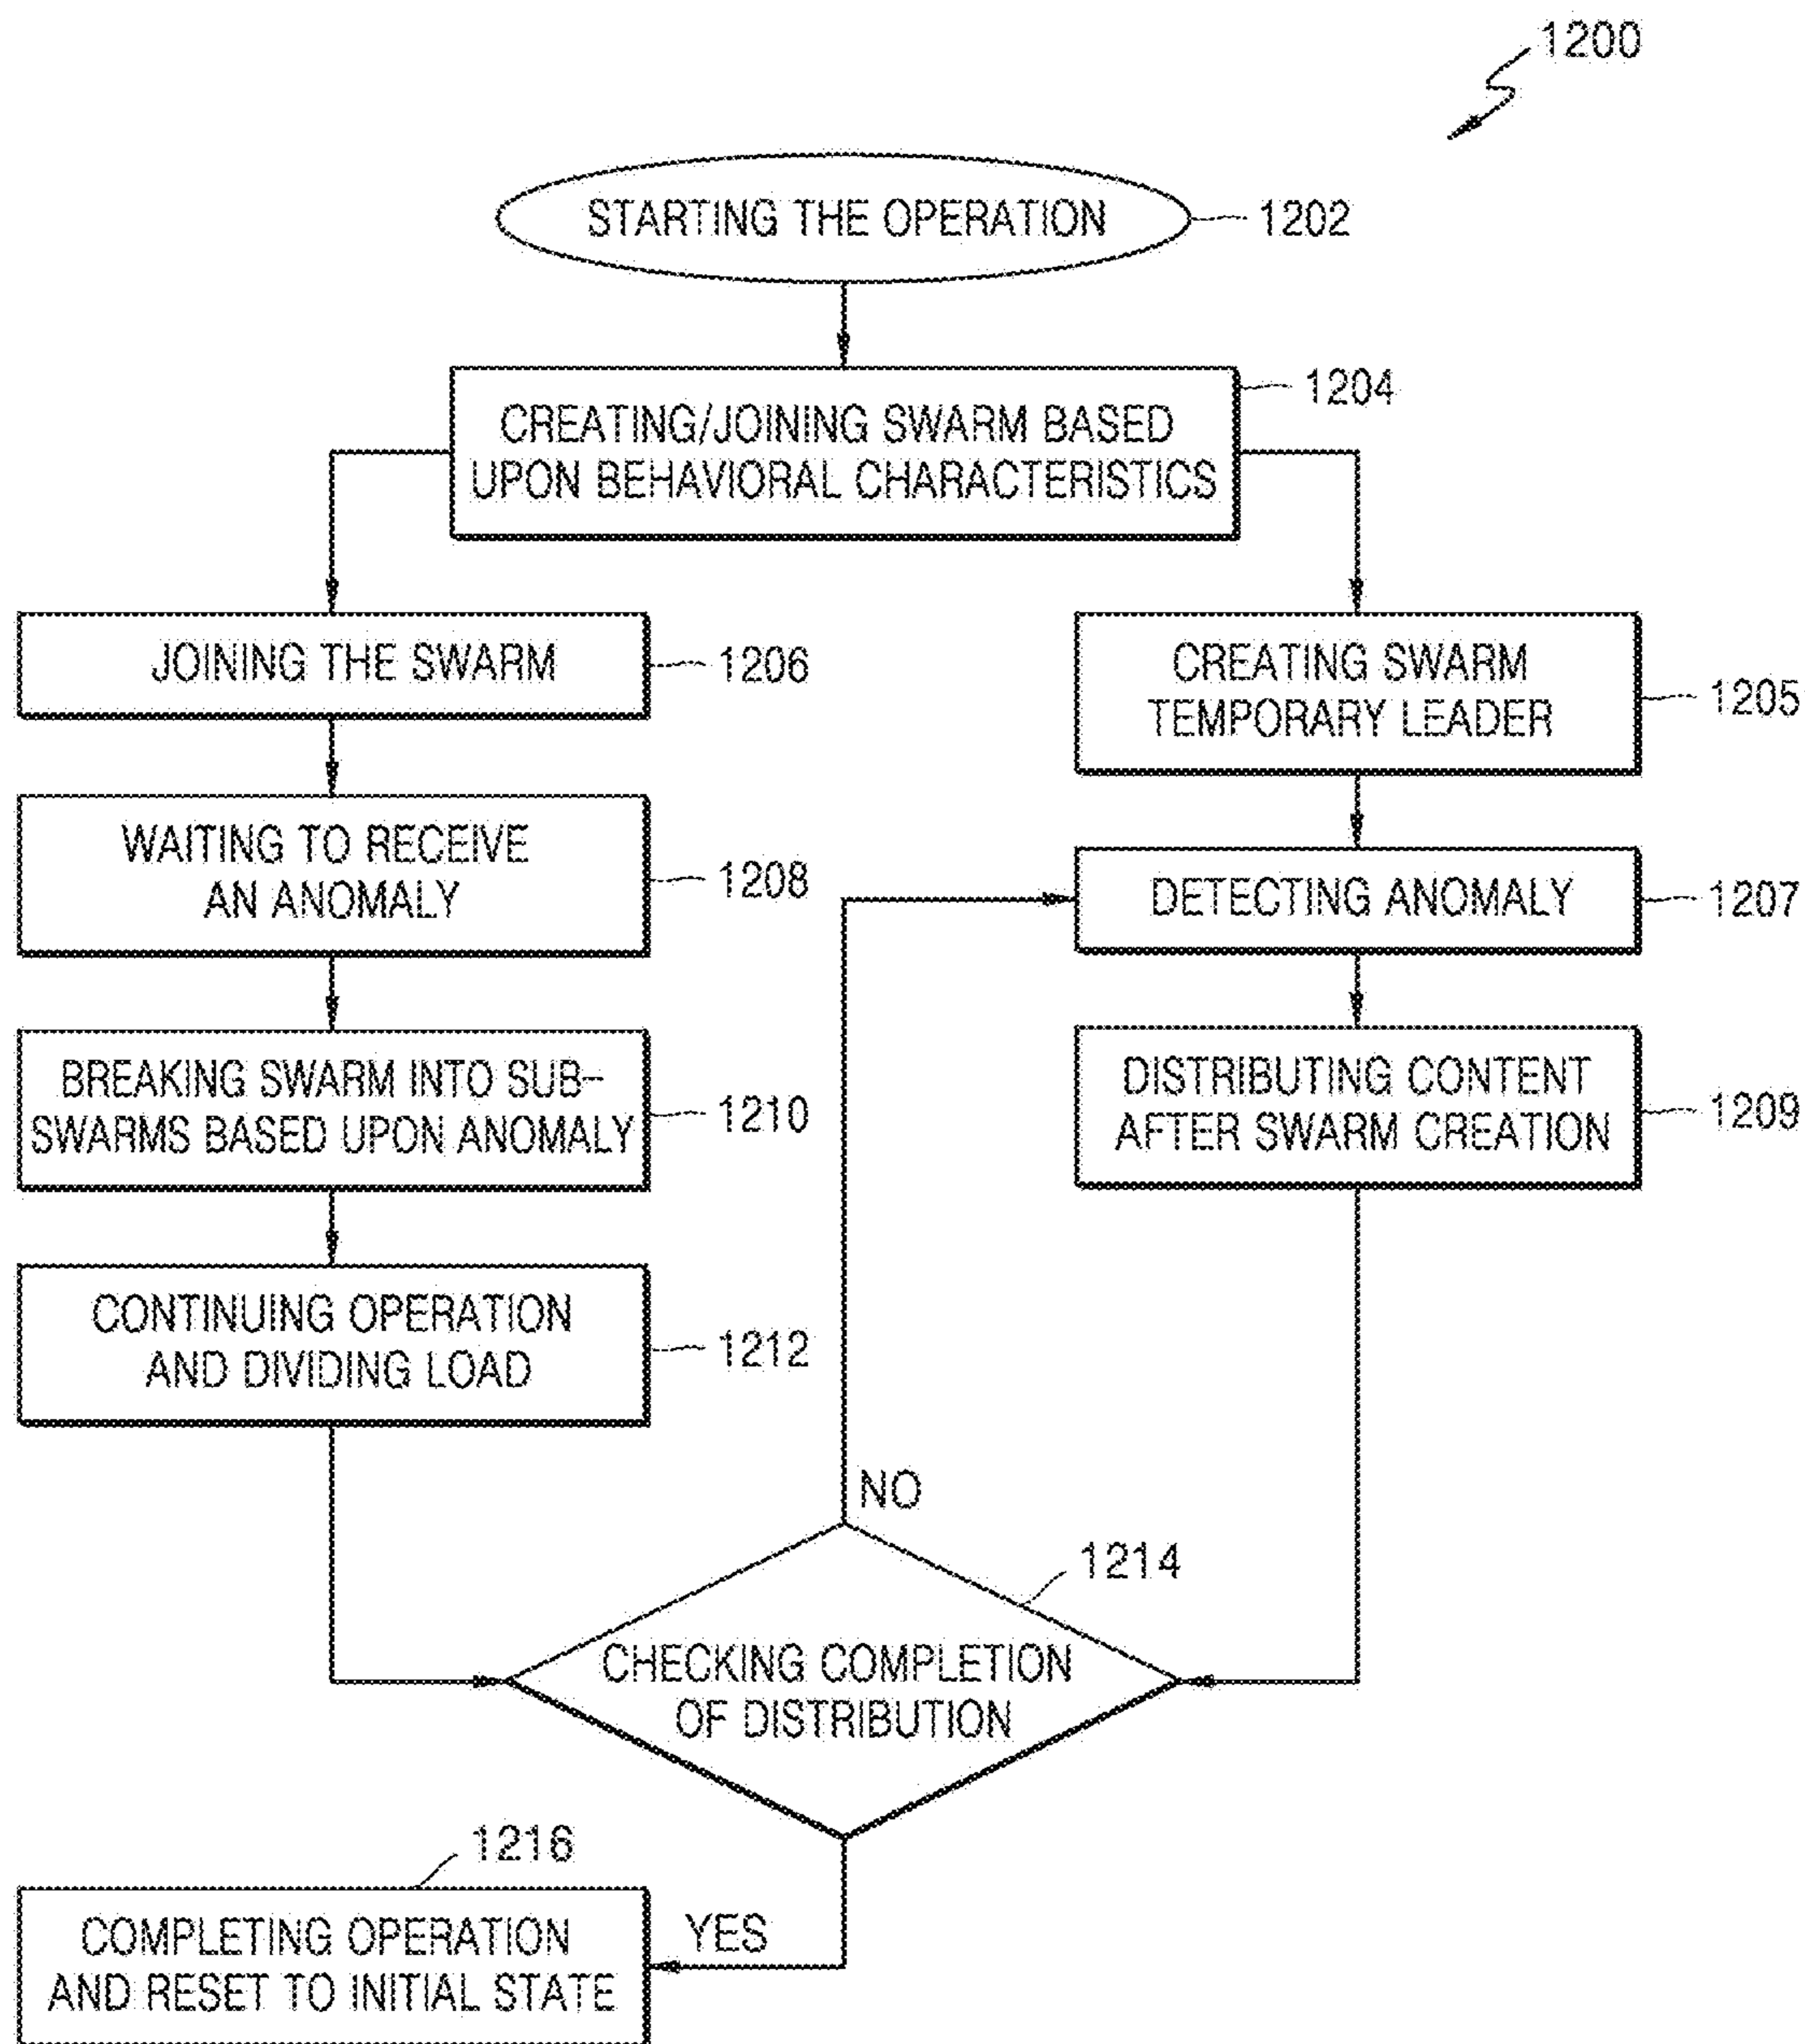 1200
STARTING THE OPERATION
1202
CREATING/JOINING SWARM BASED
UPON BEHAVIORAL CHARACTERISTICS
1204
JOINING THE SWARM
1206
CREATING SWARM
TEMPORARY LEADER
1205
WAITING TO RECEIVE
AN ANOMALY
1208
DETECTING ANOMALY
1207
BREAKING SWARM INTO SUB-
SWARMS BASED UPON ANOMALY
1210
DISTRIBUTING CONTENT
AFTER SWARM CREATION
1209
CONTINUING OPERATION
AND DIVIDING LOAD
1212
NO
1214
CHECKING COMPLETION
OF DISTRIBUTION
1216
COMPLETING OPERATION
AND RESET TO INITIAL STATE
YES